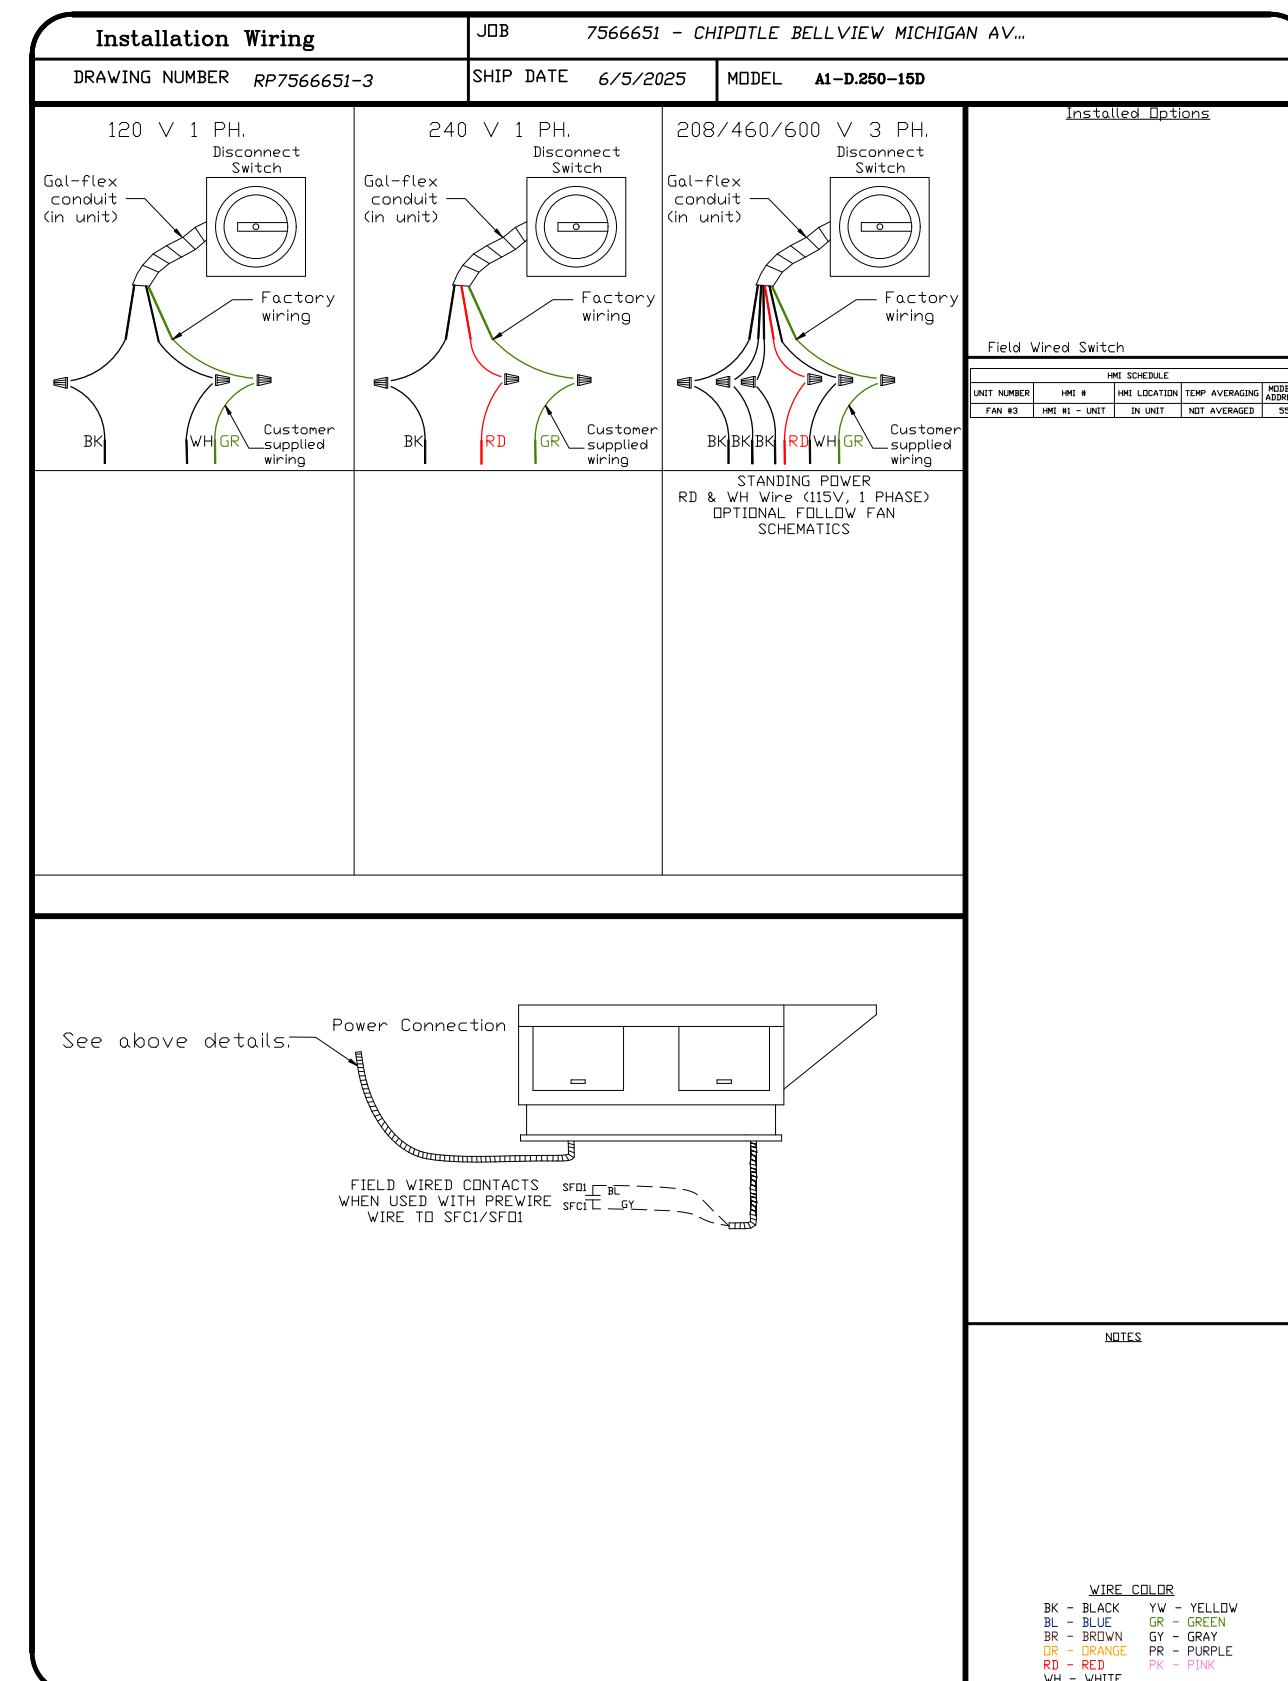 Installation Wiring
JOB 7566651 - CHIPOTLE BELLVIEW MICHIGAN AV...
DRAWING NUMBER RP7566651-3
SHIP DATE 6/5/2025
MODEL A1-D.250-15D
120 V 1 PH.
Disconnect
Switch
Gal-flex
conduit
(in unit)
Factory
wiring
BK
WH
GR
Customer
supplied
wiring
240 V 1 PH.
Disconnect
Switch
Gal-flex
conduit
(in unit)
Factory
wiring
BK
RD
GR
Customer
supplied
wiring
208/460/600 V 3 PH.
Disconnect
Switch
Gal-flex
conduit
(in unit)
Factory
wiring
BK
BK
BK
RD
WH
GR
Customer
supplied
wiring
STANDING POWER
RD & WH Wire (115V, 1 PHASE)
OPTIONAL FOLLOW FAN
SCHEMATICS
Installed Options
Field Wired Switch
HMI SCHEDULE
UNIT NUMBER HMI # HMI LOCATION TEMP AVERAGING
FAN #3 HMI #1 - UNIT IN UNIT NOT AVERAGED 55
See above details.
Power Connection
FIELD WIRED CONTACTS
WHEN USED WITH PREWIRE
WIRE TO SFC1/SFO1
SFO1
BL
SFC1
GY
NOTES
WIRE COLOR
BK - BLACK YW - YELLOW
BL - BLUE GR - GREEN
BR - BROWN GY - GRAY
OR - ORANGE PR - PURPLE
RD - RED PK - PINK
WH - WHITE